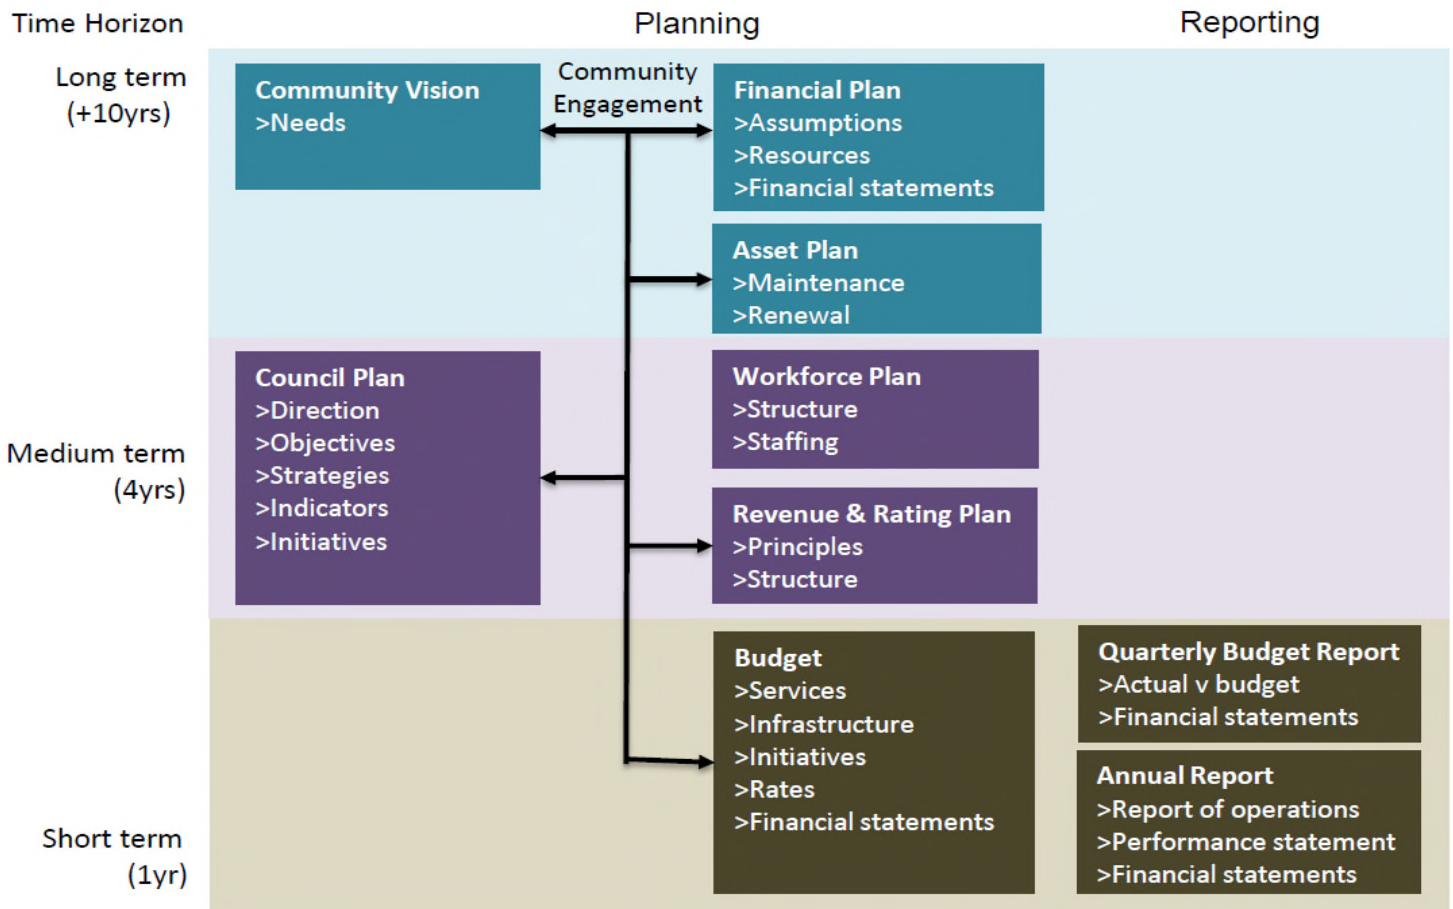 Time Horizon
Planning
Reporting
Long term
(+10yrs)
Community Vision
>Needs
Community
Engagement
Financial Plan
>Assumptions
>Resources
>Financial statements
Asset Plan
>Maintenance
>Renewal
Medium term
(4yrs)
Council Plan
>Direction
>Objectives
>Strategies
>Indicators
>Initiatives
Workforce Plan
>Structure
>Staffing
Revenue & Rating Plan
>Principles
>Structure
Short term
(1yr)
Budget
>Services
>Infrastructure
>Initiatives
>Rates
>Financial statements
Quarterly Budget Report
>Actual v budget
>Financial statements
Annual Report
>Report of operations
>Performance statement
>Financial statements